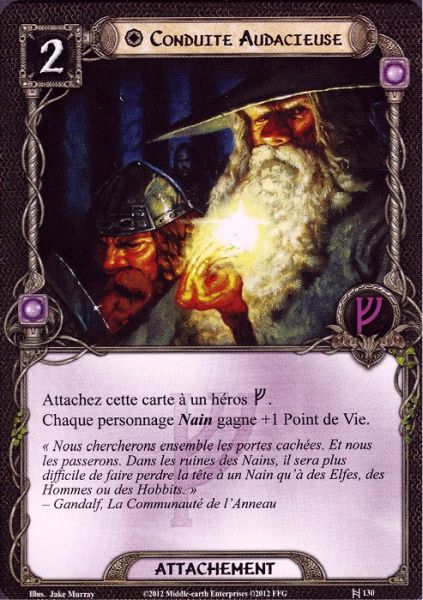 2
CONDUITE AUDACIEUSE
Attachez cette carte à un héros ᚠ.
Chaque personnage Nain gagne +1 Point de Vie.
« Nous chercherons ensemble les portes cachées. Et nous
les passerons. Dans les ruines des Nains, il sera plus
difficile de faire perdre la tête à un Nain qu’à des Elfes, des
Hommes ou des Hobbits. »
– Gandalf, La Communauté de l’Anneau
ATTACHEMENT
Illus. Jake Murray ©2012 Middle-earth Enterprises ©2012 FFG 130